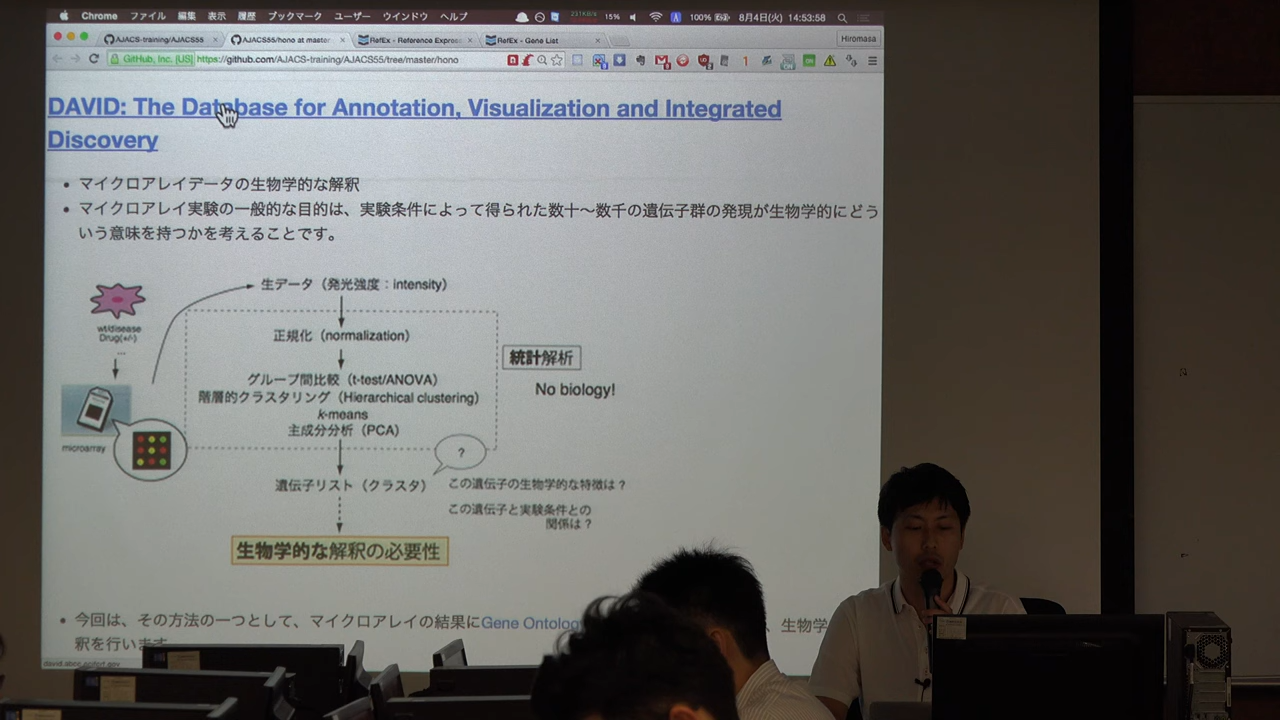 Chrome ファイル 編集 表示 履歴 ブックマーク ユーザー ウインドウ ヘルプ 15% 100% 8月4日(火) 14:53:58
AJACS-training/AJACS55 AJACS55/hono at master RefEx - Reference Express RefEx - Gene List Hiromasa
GitHub, Inc. [US] https://github.com/AJACS-training/AJACS55/tree/master/hono
DAVID: The Database for Annotation, Visualization and Integrated
Discovery
マイクロアレイデータの生物学的な解釈
マイクロアレイ実験の一般的な目的は、実験条件によって得られた数十〜数千の遺伝子群の発現が生物学的にどう
いう意味を持つかを考えることです。
生データ（発光強度：intensity）
wt/disease
Drug(+/-)
...
正規化（normalization）
統計解析
No biology!
グループ間比較（t-test/ANOVA）
階層的クラスタリング（Hierarchical clustering）
k-means
主成分分析（PCA）
microarray
?
遺伝子リスト（クラスタ）
この遺伝子の生物学的な特徴は？
この遺伝子と実験条件との
関係は？
生物学的な解釈の必要性
今回は、その方法の一つとして、マイクロアレイの結果にGene Ontolog 、生物学
釈を行います